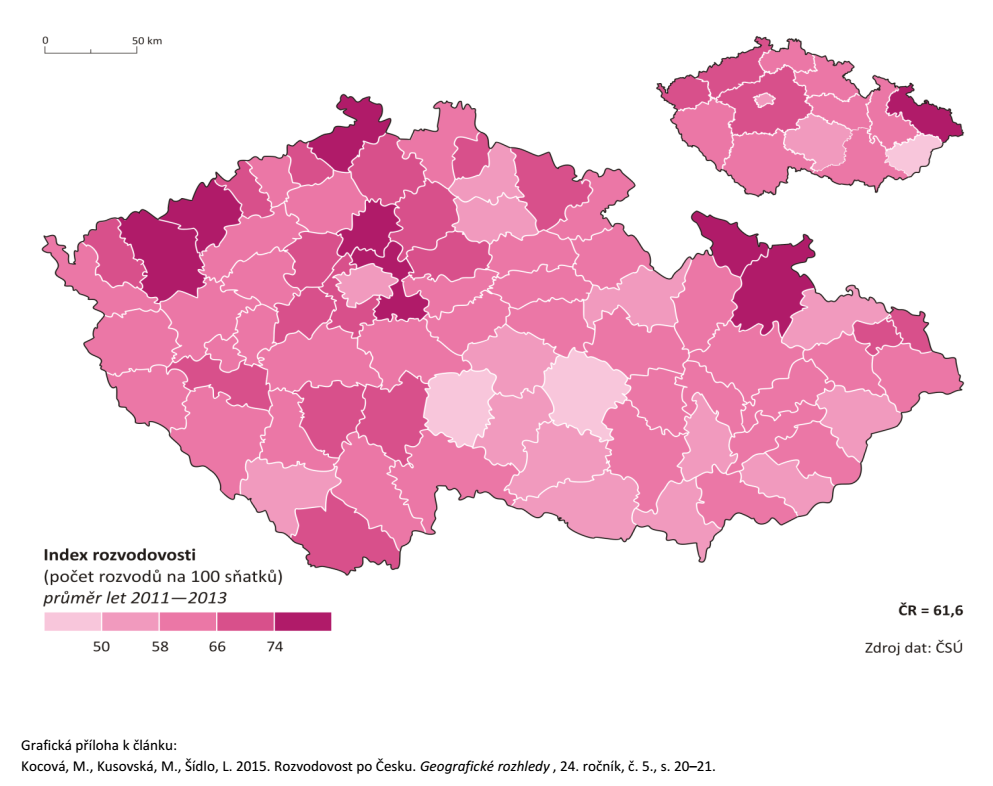 0 50 km
Index rozvodovosti
(počet rozvodů na 100 sňatků)
průměr let 2011—2013
50 58 66 74
ČR = 61,6
Zdroj dat: ČSÚ
Grafická příloha k článku:
Kocová, M., Kusovská, M., Šídlo, L. 2015. Rozvodovost po Česku. Geografické rozhledy , 24. ročník, č. 5., s. 20–21.